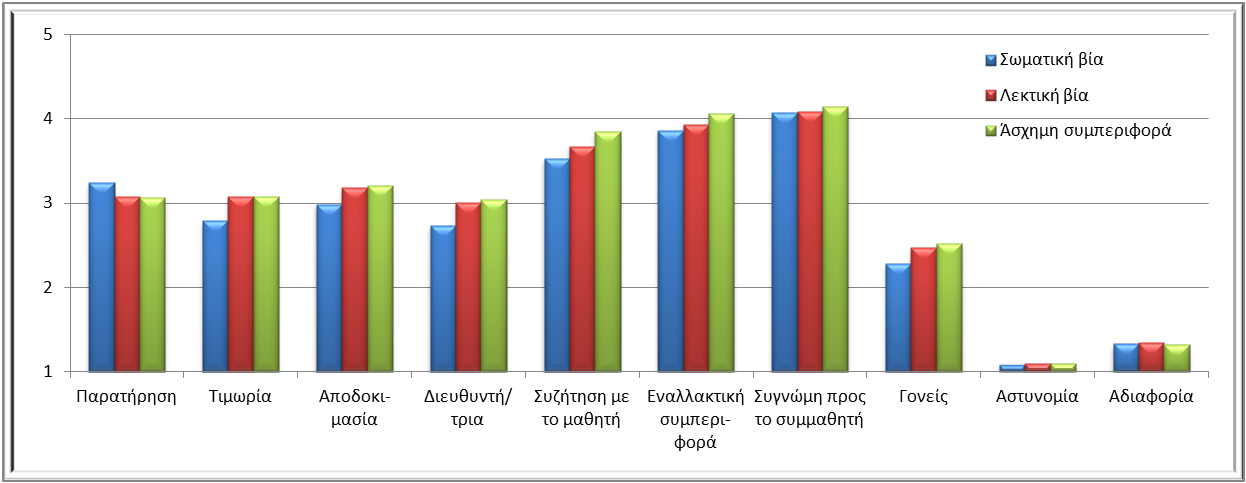 5
4
3
2
1
Σωματική βία
Λεκτική βία
Άσχημη συμπεριφορά
Παρατήρηση
Τιμωρία
Αποδοκι-
μασία
Διευθυντή/
τρια
Συζήτηση με
το μαθητή
Εναλλακτική
συμπερι-
φορά
Συγνώμη προς
το συμμαθητή
Γονείς
Αστυνομία
Αδιαφορία